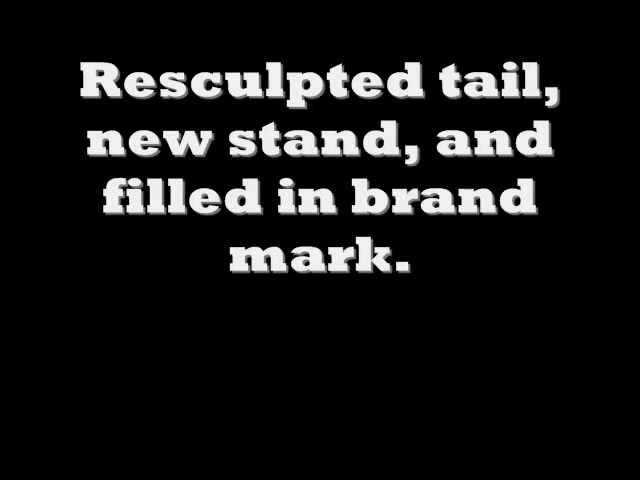 Resculpted tail,
new stand, and
filled in brand
mark.